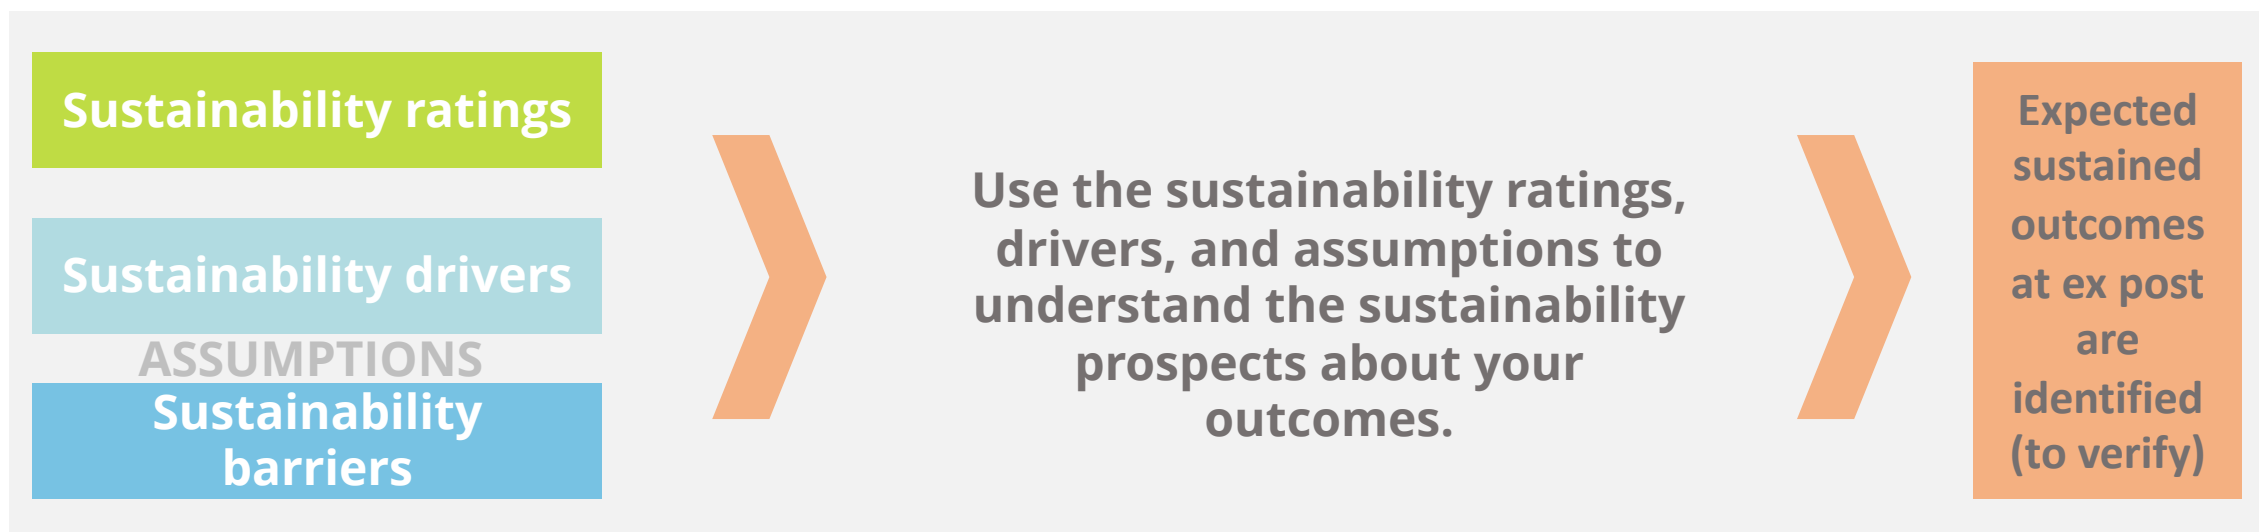 Sustainability ratings
Sustainability drivers
ASSUMPTIONS
Sustainability
barriers
Use the sustainability ratings,
drivers, and assumptions to
understand the sustainability
prospects about your
outcomes.
Expected
sustained
outcomes
at ex post
are
identified
(to verify)